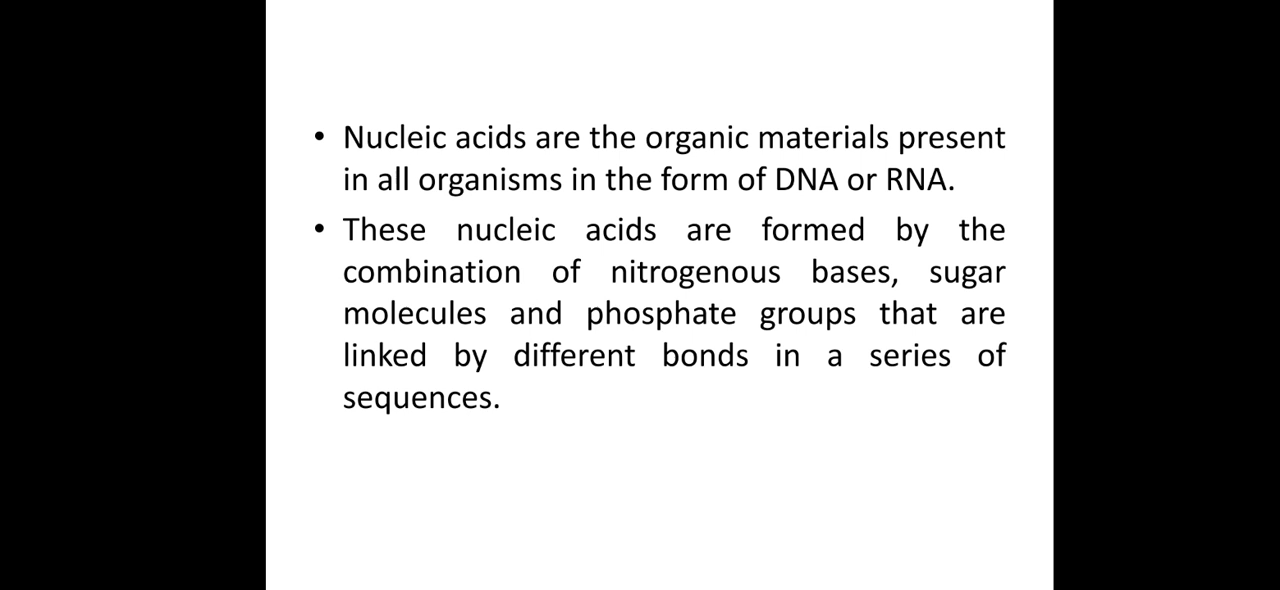 • Nucleic acids are the organic materials present
in all organisms in the form of DNA or RNA.
• These nucleic acids are formed by the
combination of nitrogenous bases, sugar
molecules and phosphate groups that are
linked by different bonds in a series of
sequences.